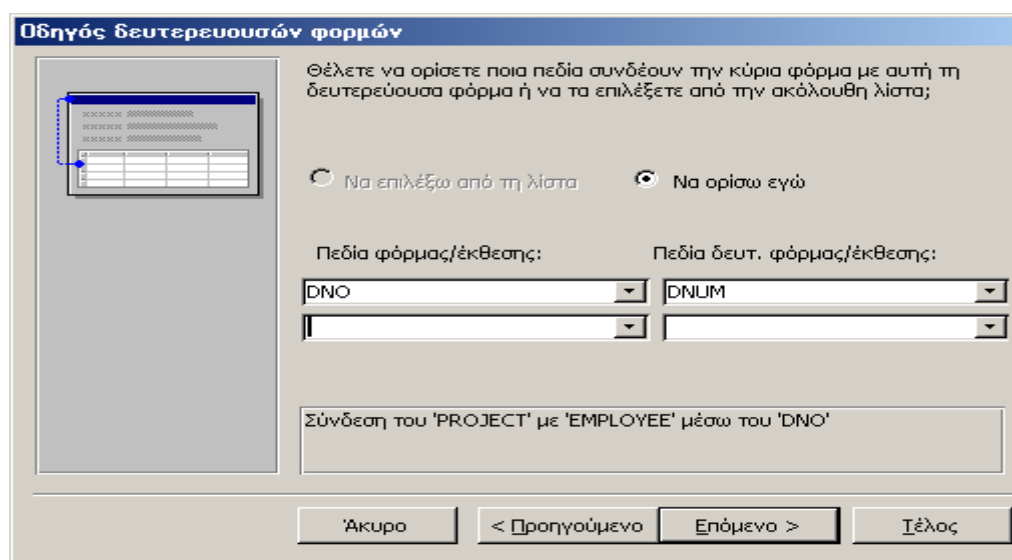 Οδηγός δευτερευουσών φορμών
Θέλετε να ορίσετε ποια πεδία συνδέουν την κύρια φόρμα με αυτή τη
δευτερεύουσα φόρμα ή να τα επιλέξετε από την ακόλουθη λίστα;
Να επιλέξω από τη λίστα Να ορίσω εγώ
Πεδία φόρμας/έκθεσης: Πεδία δευτ. φόρμας/έκθεσης:
DNO DNUM
Σύνδεση του 'PROJECT' με 'EMPLOYEE' μέσω του 'DNO'
Άκυρο < Προηγούμενο Επόμενο > Τέλος